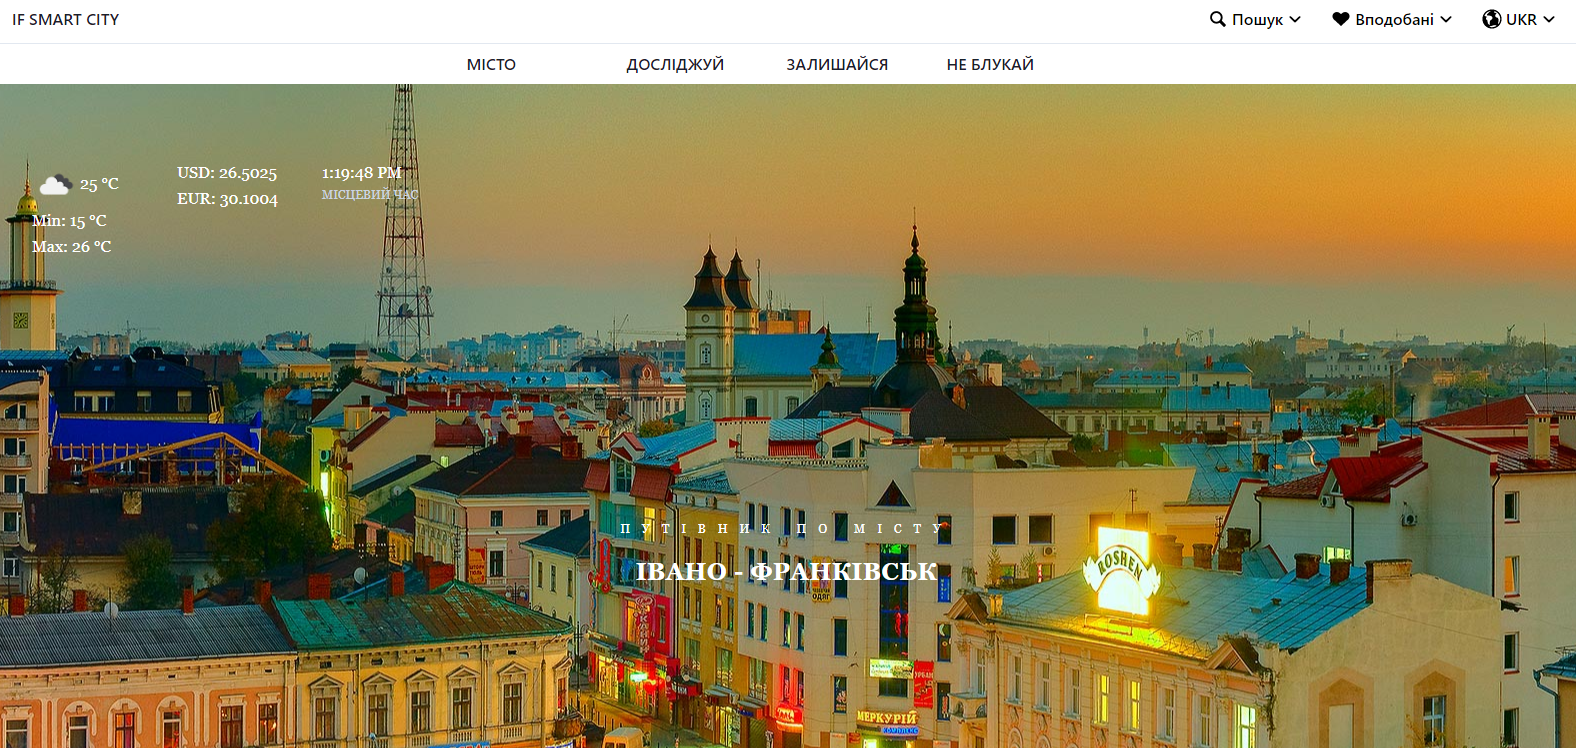 IF SMART CITY
Пошук
Вподобані
UKR
МІСТО
ДОСЛІДЖУЙ
ЗАЛИШАЙСЯ
НЕ БЛУКАЙ
25 °C
Min: 15 °C
Max: 26 °C
USD: 26.5025
EUR: 30.1004
1:19:48 PM
МІСЦЕВИЙ ЧАС
ПУТІВНИК ПО МІСТУ
ІВАНО - ФРАНКІВСЬК
ROSHEN
ОДЯГ
МЕРКУРІЙ